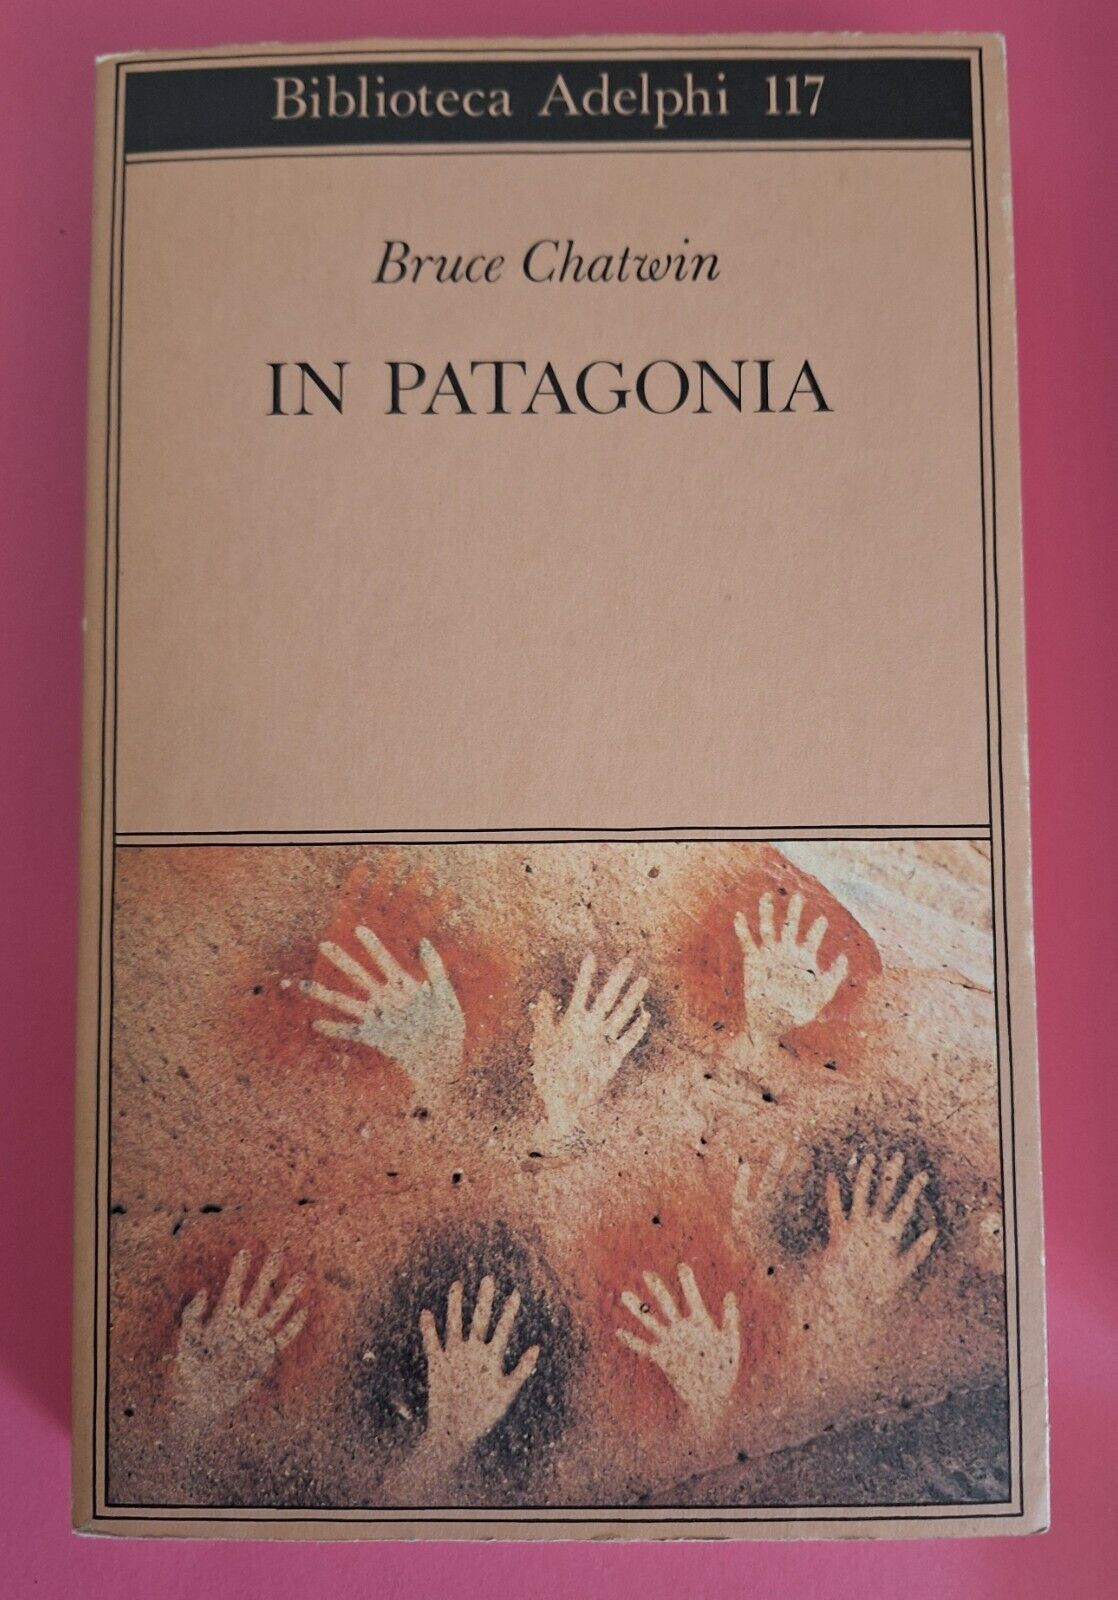 Biblioteca Adelphi 117
Bruce Chatwin
IN PATAGONIA